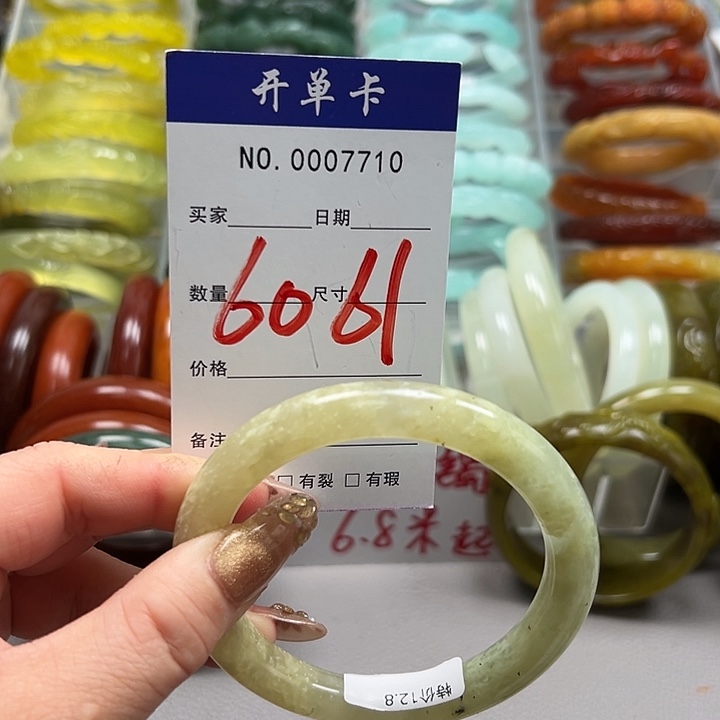 开单卡
NO. 0007710
买家 日期
数量 尺寸
6061
价格
备注
□ 有裂 □ 有瑕
6.8米起
特价12.8